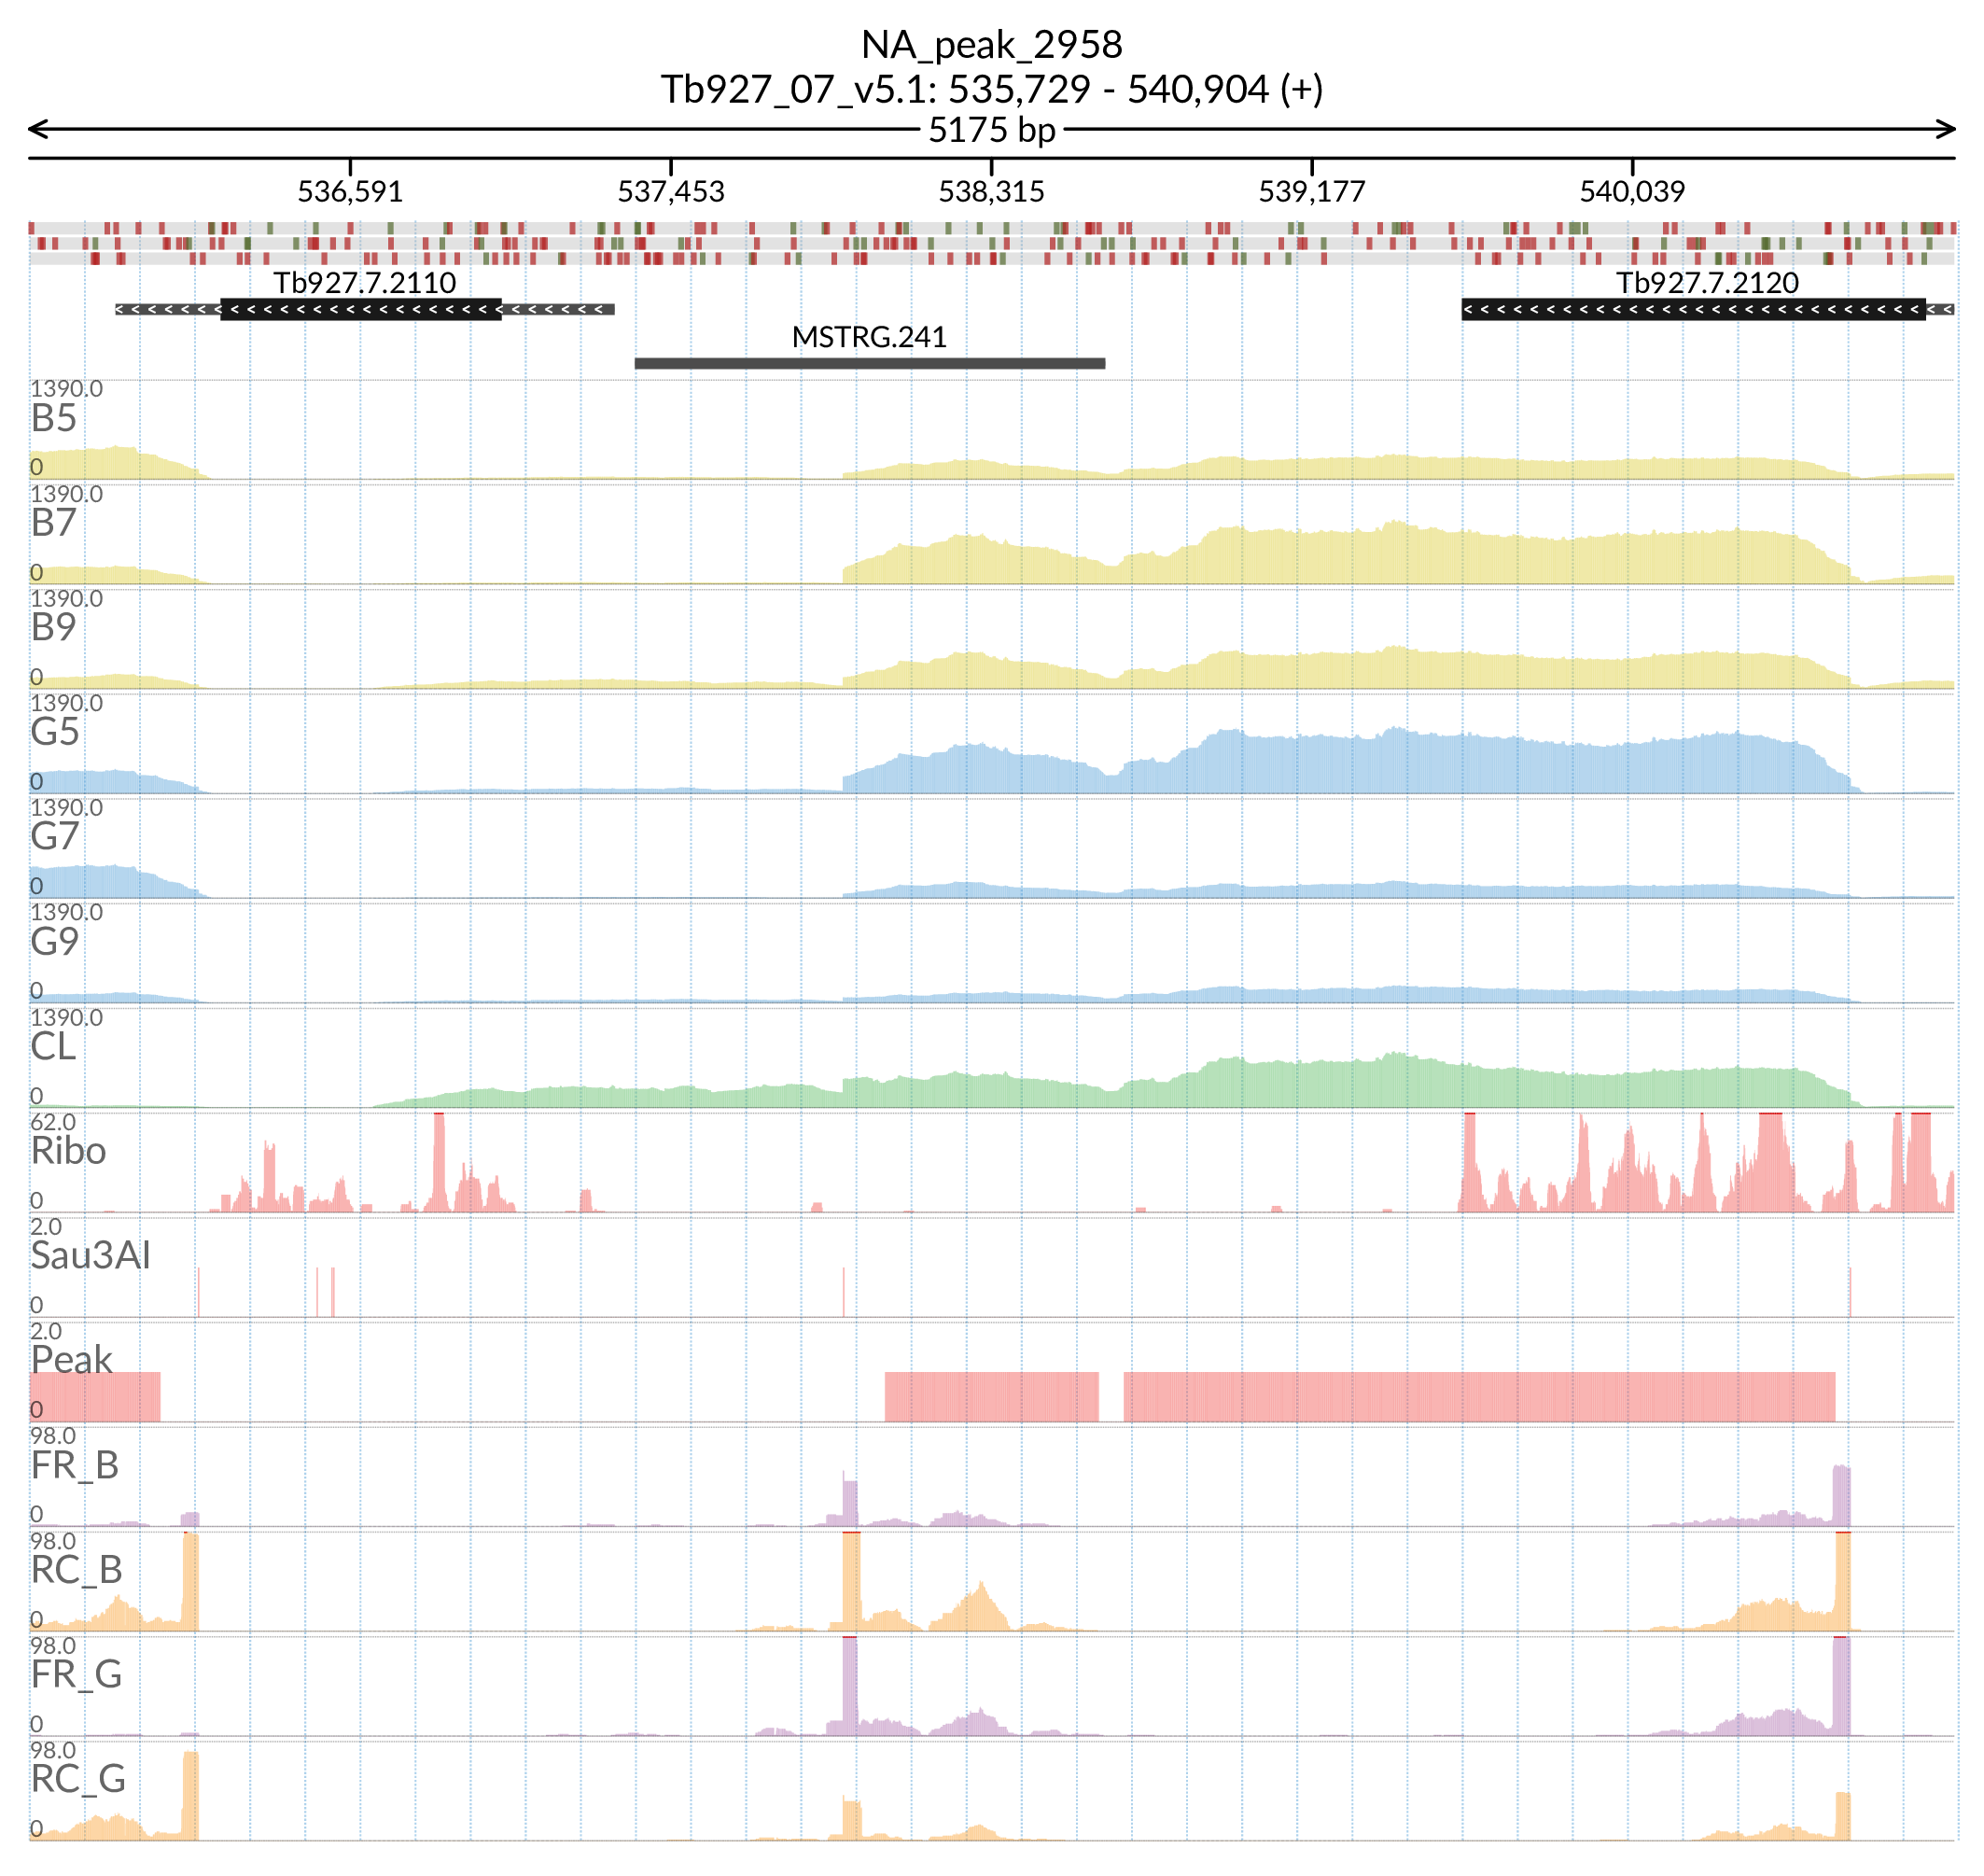 NA_peak_2958
Tb927_07_v5.1: 535,729 - 540,904 (+)
5175 bp
536,591 537,453 538,315 539,177 540,039
Tb927.7.2110 Tb927.7.2120
MSTRG.241
1390.0
B5
0
1390.0
B7
0
1390.0
B9
0
1390.0
G5
0
1390.0
G7
0
1390.0
G9
0
1390.0
CL
0
62.0
Ribo
0
2.0
Sau3AI
0
2.0
Peak
0
98.0
FR_B
0
98.0
RC_B
0
98.0
FR_G
0
98.0
RC_G
0